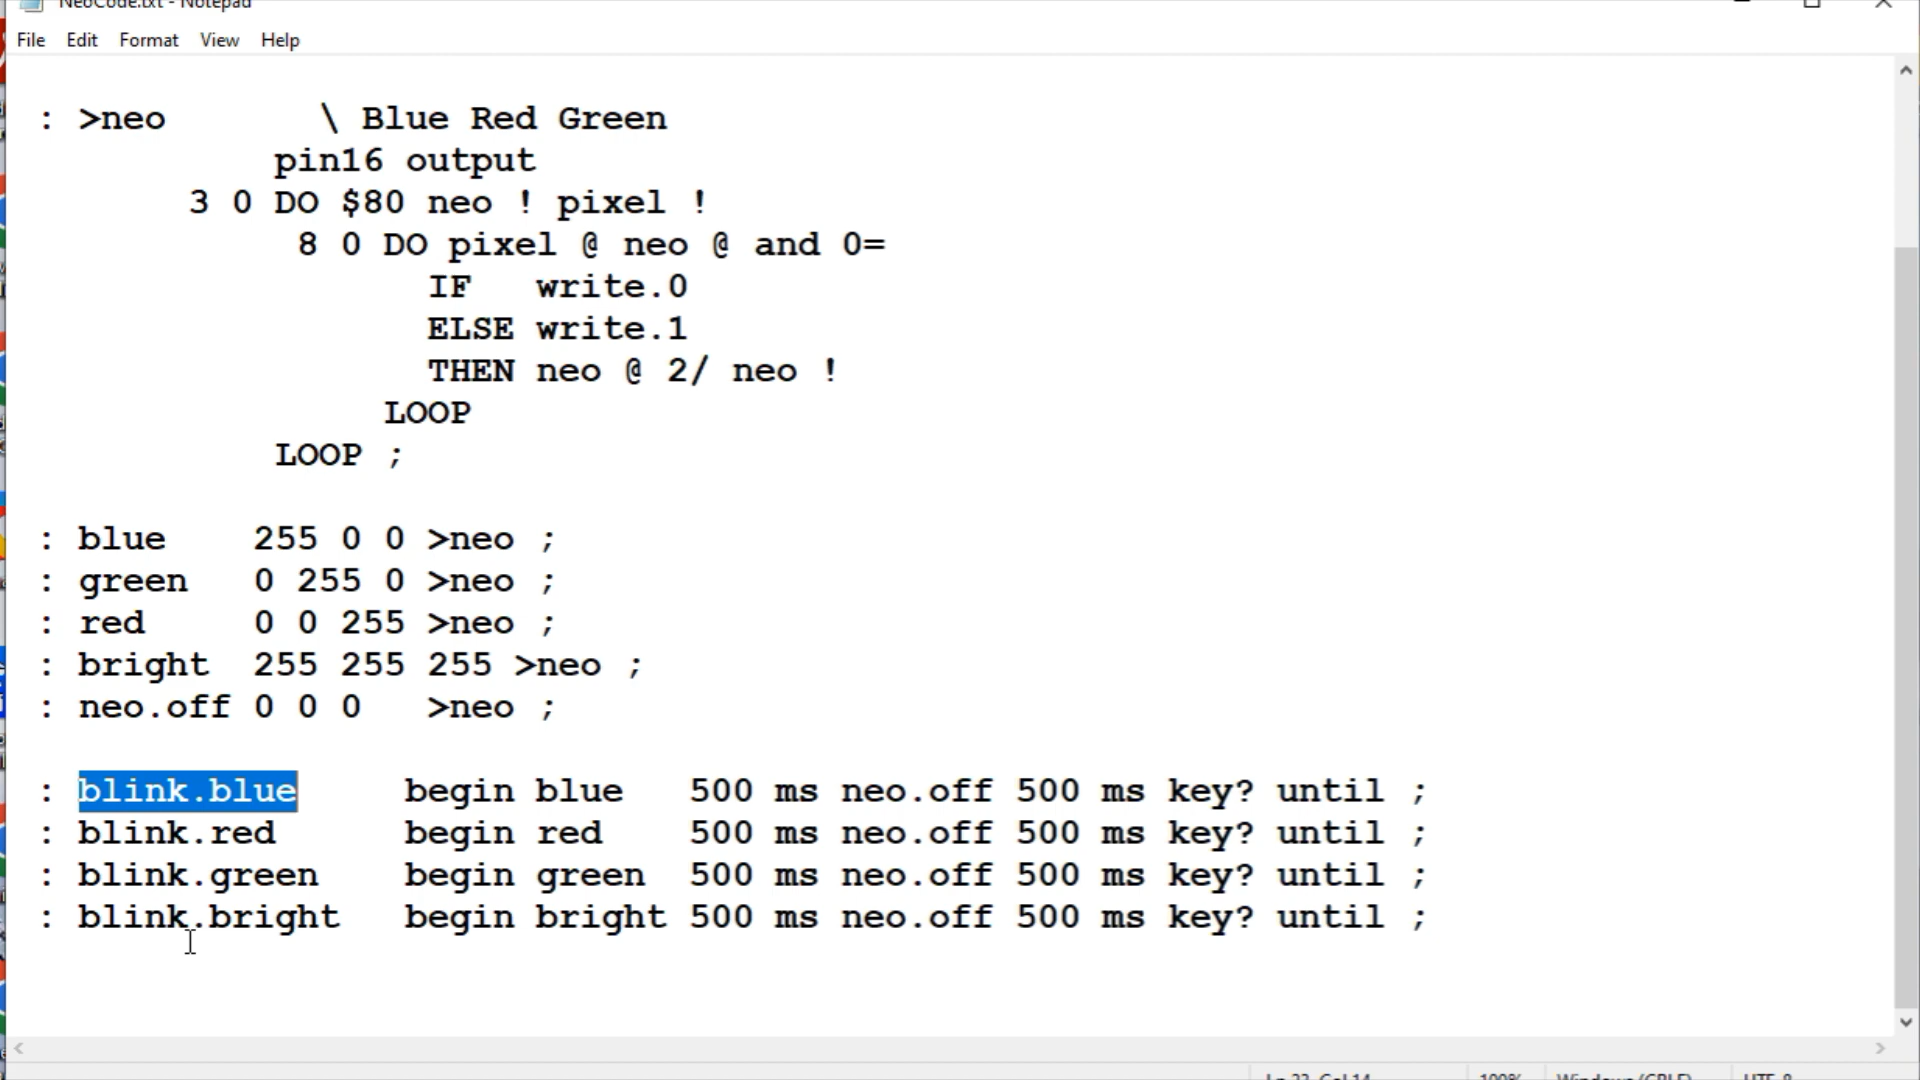 NeoCode.txt - Notepad
File Edit Format View Help
: >neo \ Blue Red Green
pin16 output
3 0 DO $80 neo ! pixel !
8 0 DO pixel @ neo @ and 0=
IF write.0
ELSE write.1
THEN neo @ 2/ neo !
LOOP
LOOP ;
: blue 255 0 0 >neo ;
: green 0 255 0 >neo ;
: red 0 0 255 >neo ;
: bright 255 255 255 >neo ;
: neo.off 0 0 0 >neo ;
: blink.blue begin blue 500 ms neo.off 500 ms key? until ;
: blink.red begin red 500 ms neo.off 500 ms key? until ;
: blink.green begin green 500 ms neo.off 500 ms key? until ;
: blink.bright begin bright 500 ms neo.off 500 ms key? until ;
100% Windows (CRLF) UTF-8